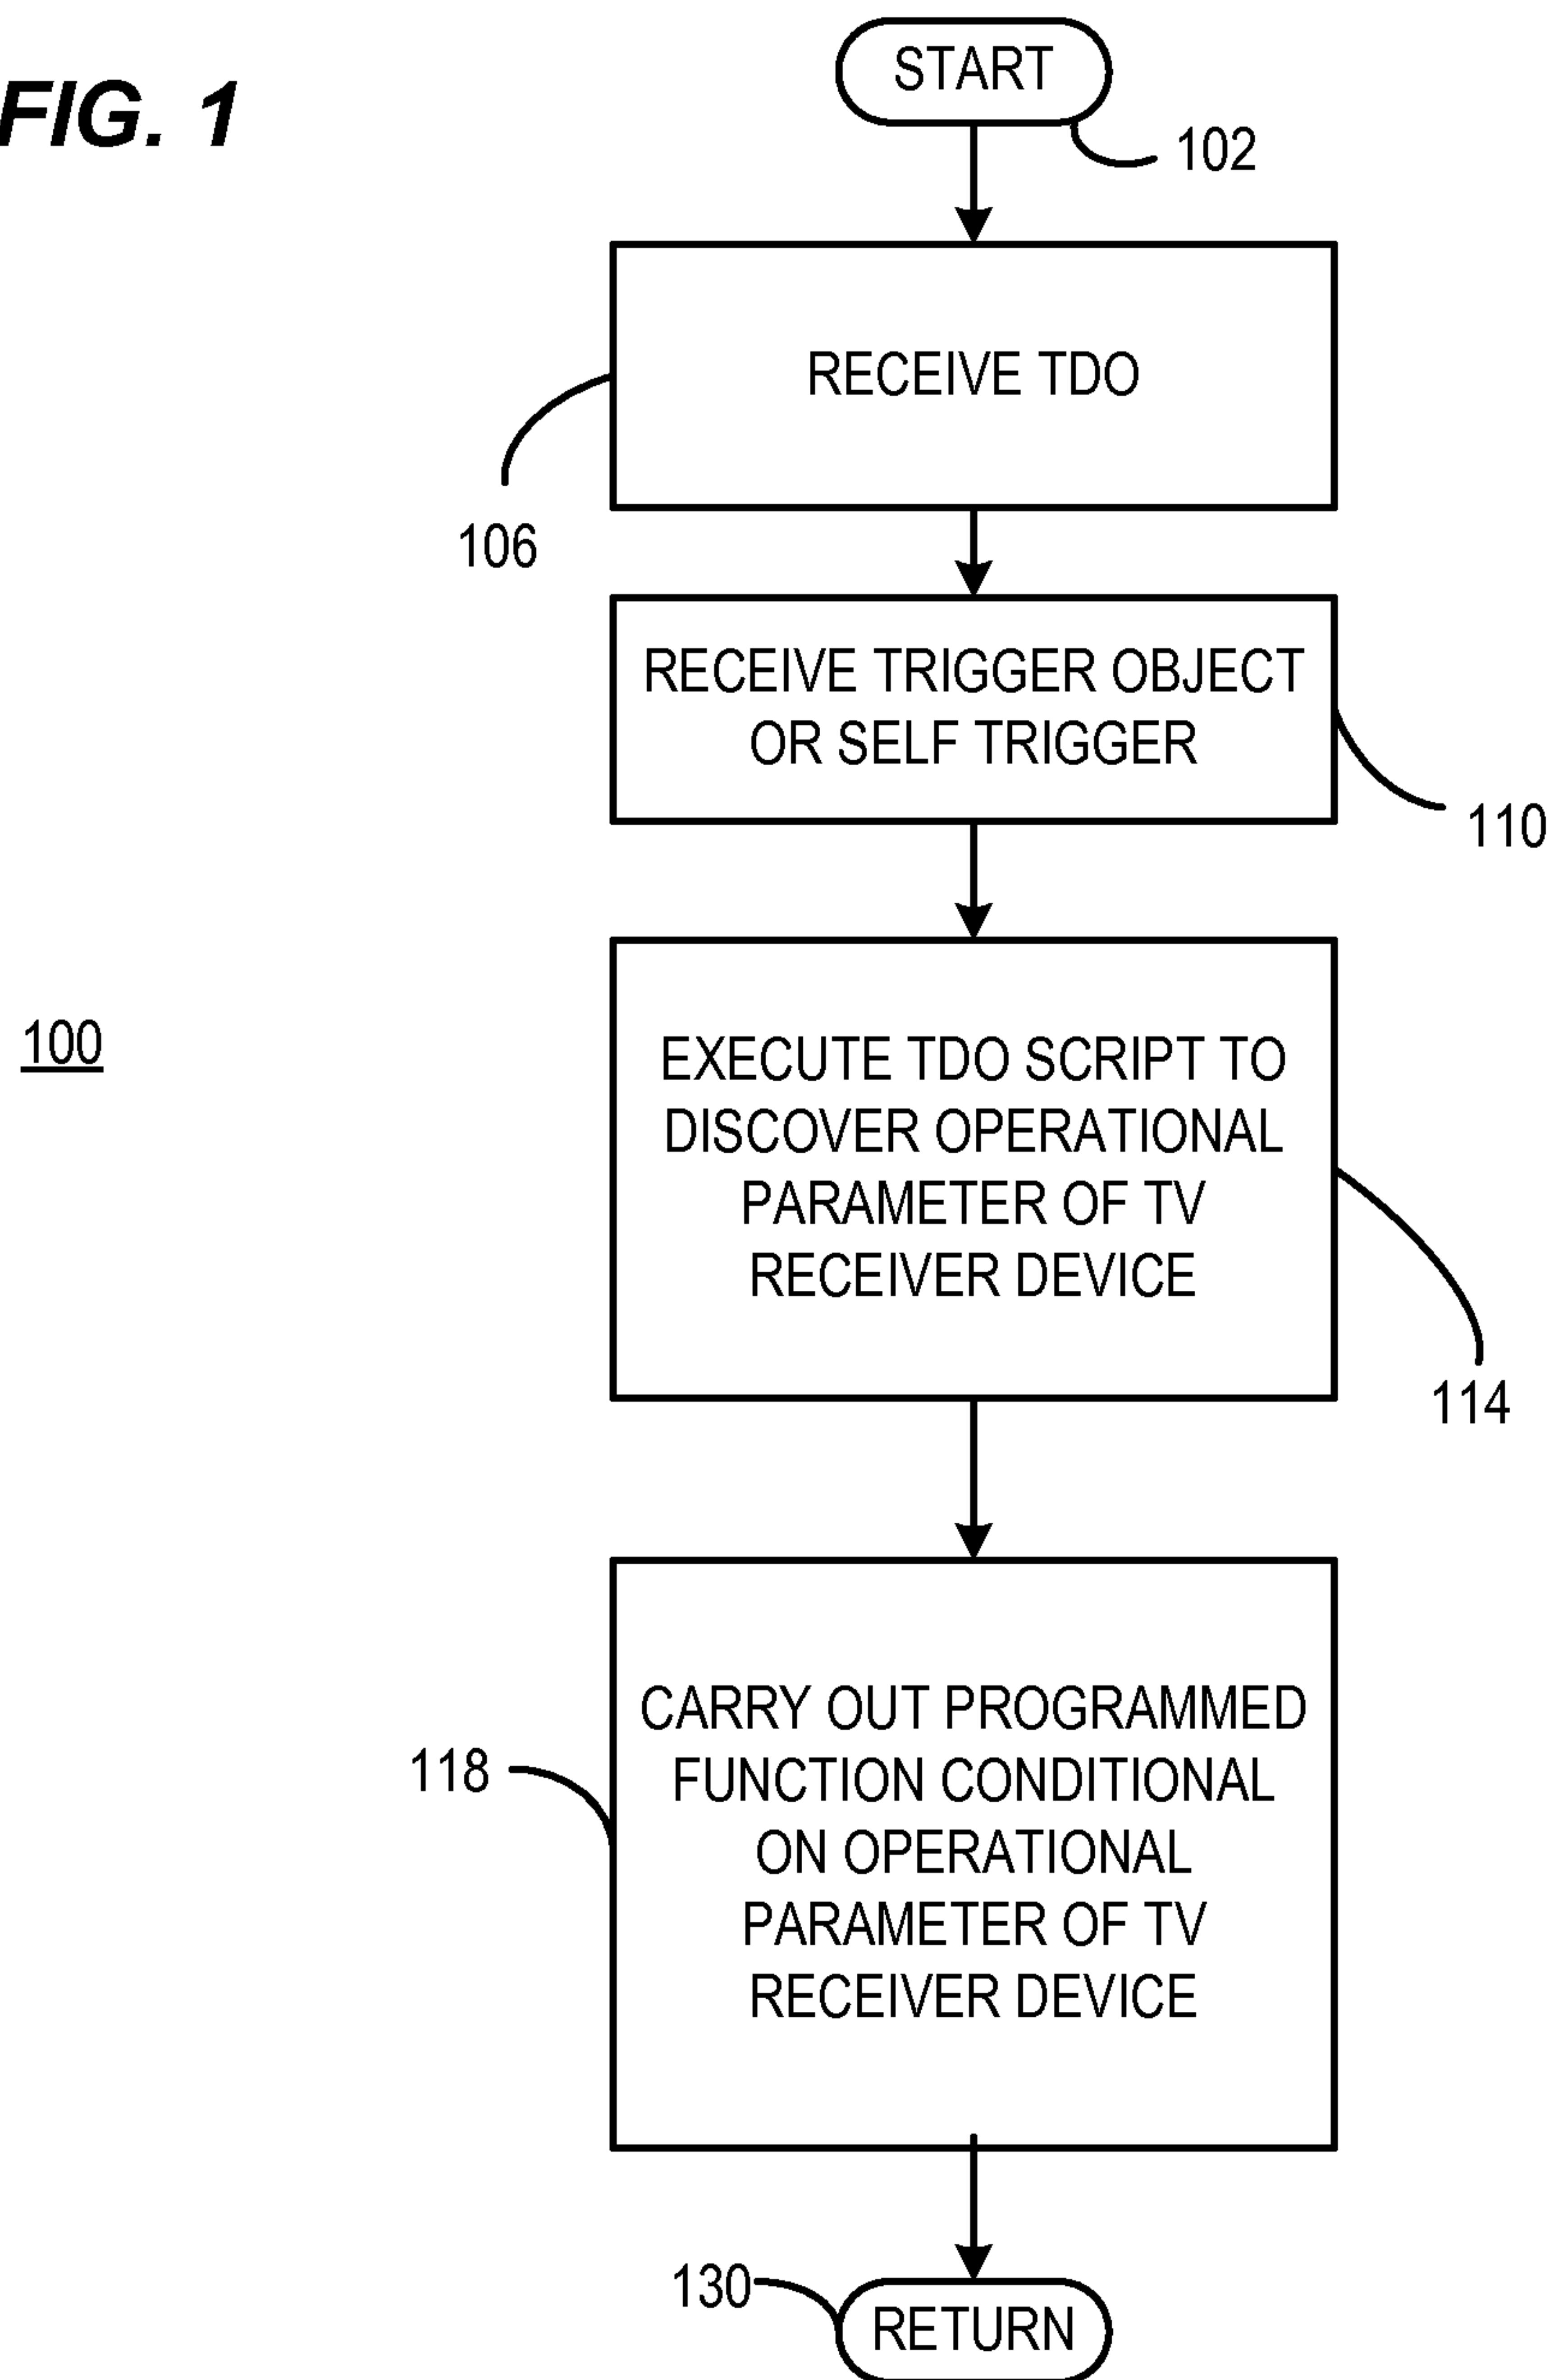 FIG. 1
START
102
RECEIVE TDO
106
RECEIVE TRIGGER OBJECT
OR SELF TRIGGER
110
100
EXECUTE TDO SCRIPT TO
DISCOVER OPERATIONAL
PARAMETER OF TV
RECEIVER DEVICE
114
CARRY OUT PROGRAMMED
FUNCTION CONDITIONAL
ON OPERATIONAL
PARAMETER OF TV
RECEIVER DEVICE
118
130
RETURN